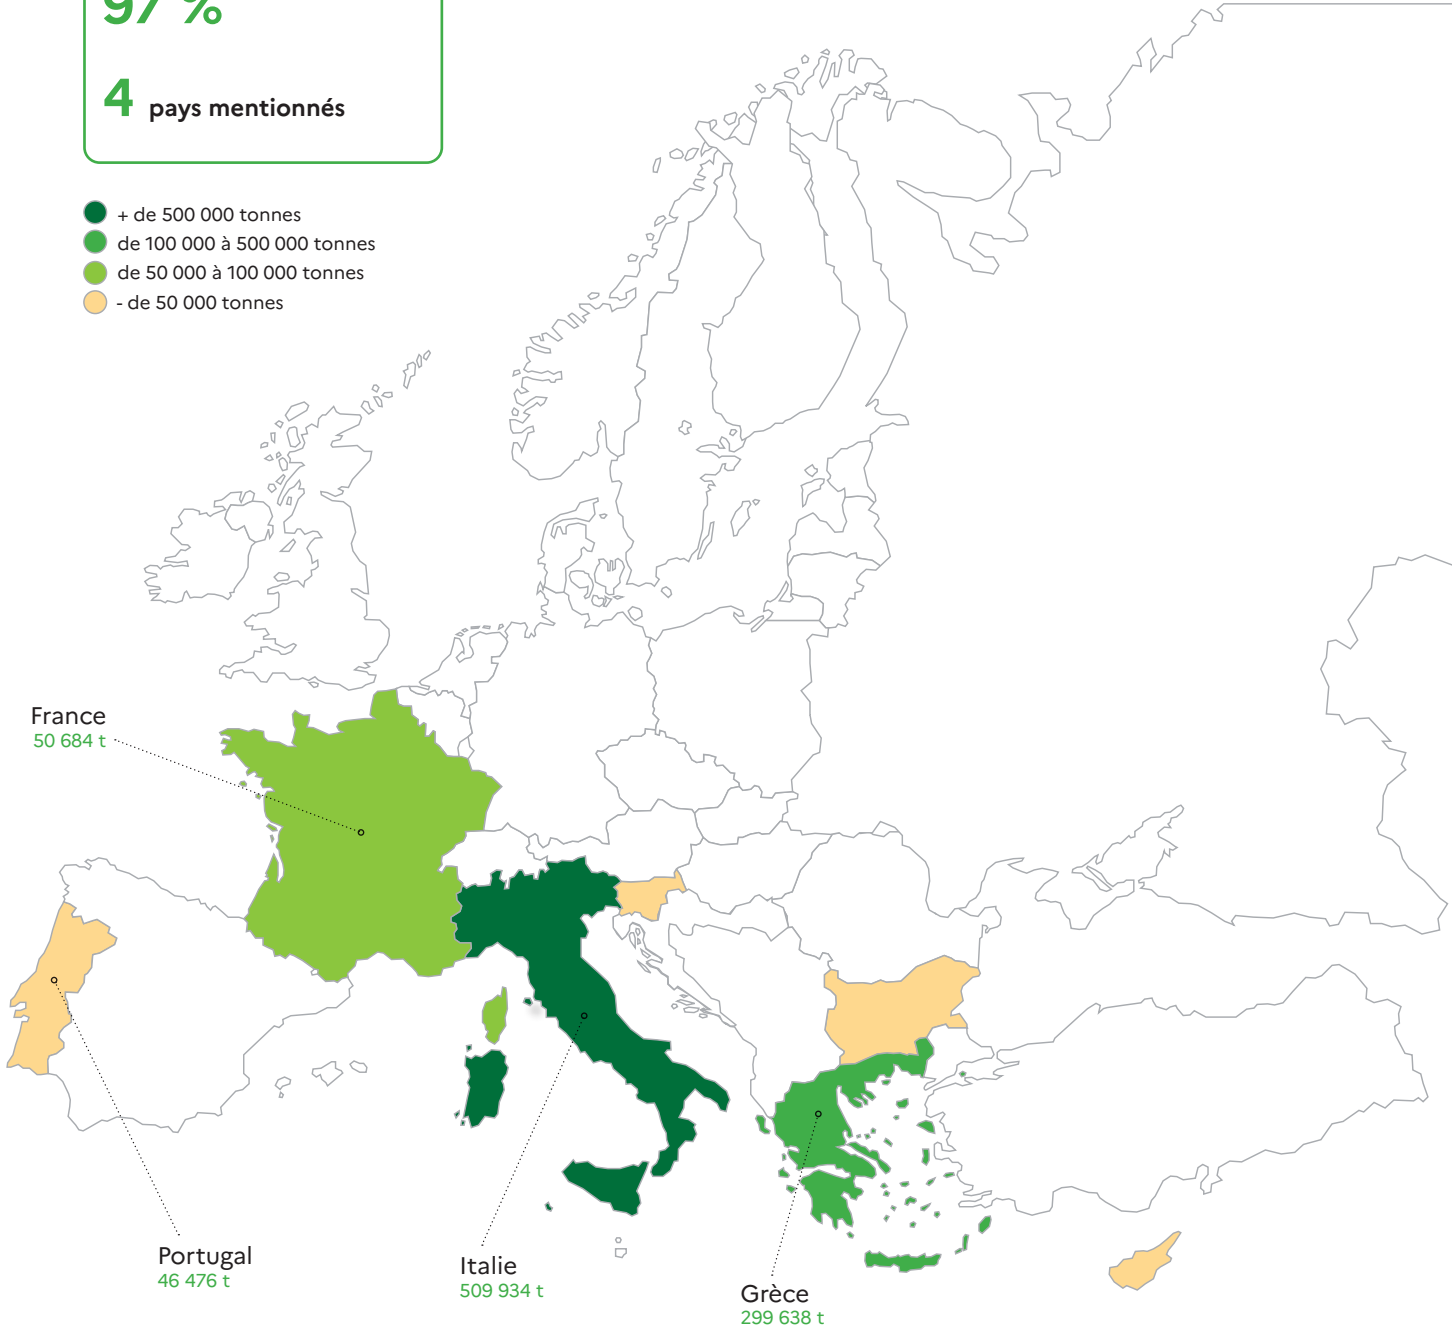 97 %
4 pays mentionnés
+ de 500 000 tonnes
de 100 000 à 500 000 tonnes
de 50 000 à 100 000 tonnes
- de 50 000 tonnes
France
50 684 t
Portugal
46 476 t
Italie
509 934 t
Grèce
299 638 t